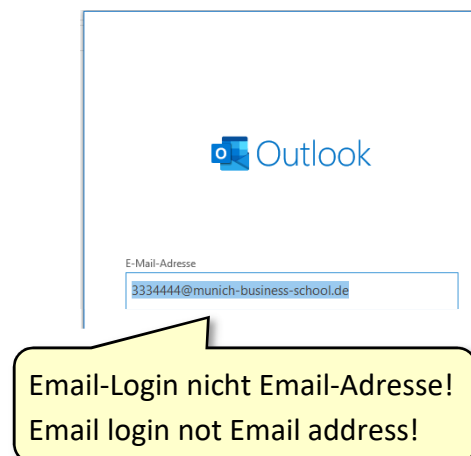 Outlook
E-Mail-Adresse
3334444@munich-business-school.de
Email-Login nicht Email-Adresse!
Email login not Email address!